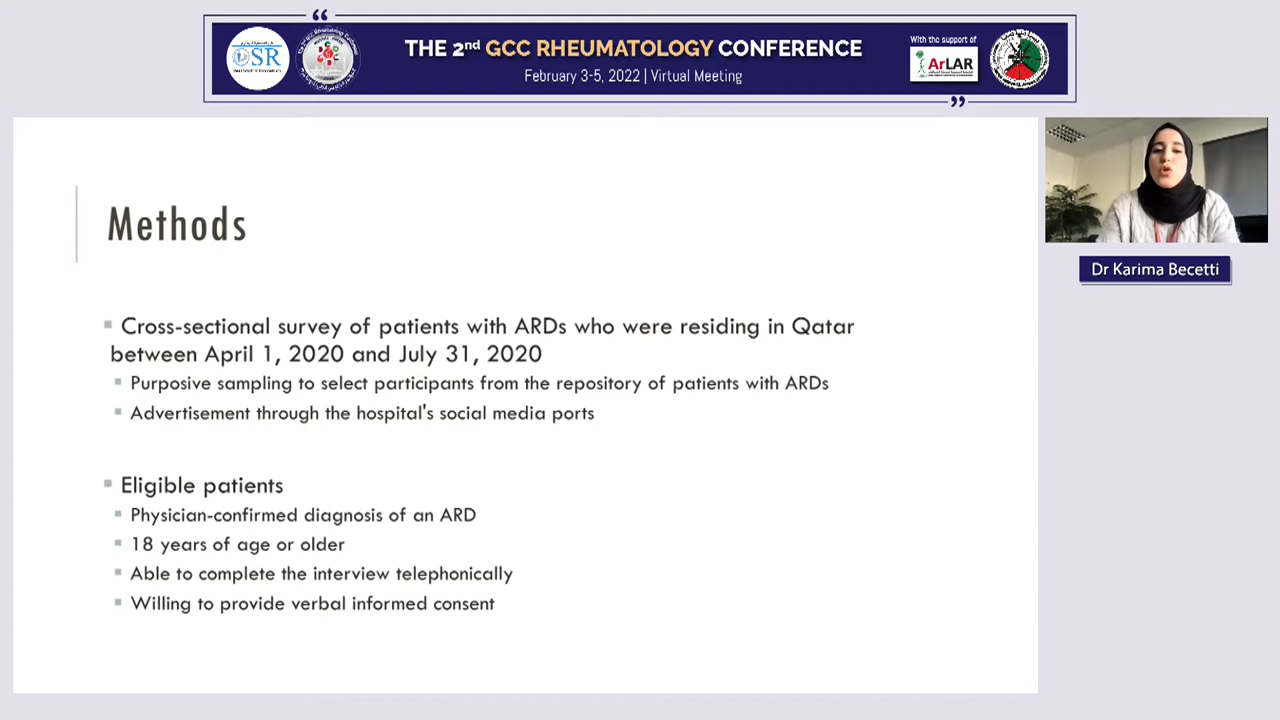 “
THE 2nd GCC RHEUMATOLOGY CONFERENCE
February 3-5, 2022 | Virtual Meeting
With the support of
OSR
ArLAR
”
Methods
Dr Karima Becetti
▪ Cross-sectional survey of patients with ARDs who were residing in Qatar
between April 1, 2020 and July 31, 2020
▪ Purposive sampling to select participants from the repository of patients with ARDs
▪ Advertisement through the hospital's social media ports
▪ Eligible patients
▪ Physician-confirmed diagnosis of an ARD
▪ 18 years of age or older
▪ Able to complete the interview telephonically
▪ Willing to provide verbal informed consent